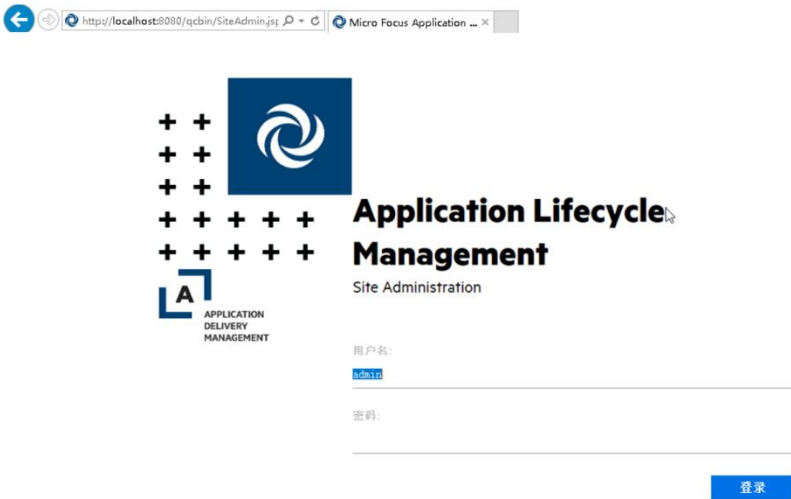 http://localhost:8080/qcbin/SiteAdmin.jsp
Micro Focus Application ...
Application Lifecycle
Management
Site Administration
A
APPLICATION
DELIVERY
MANAGEMENT
用户名:
admin
密码:
登录